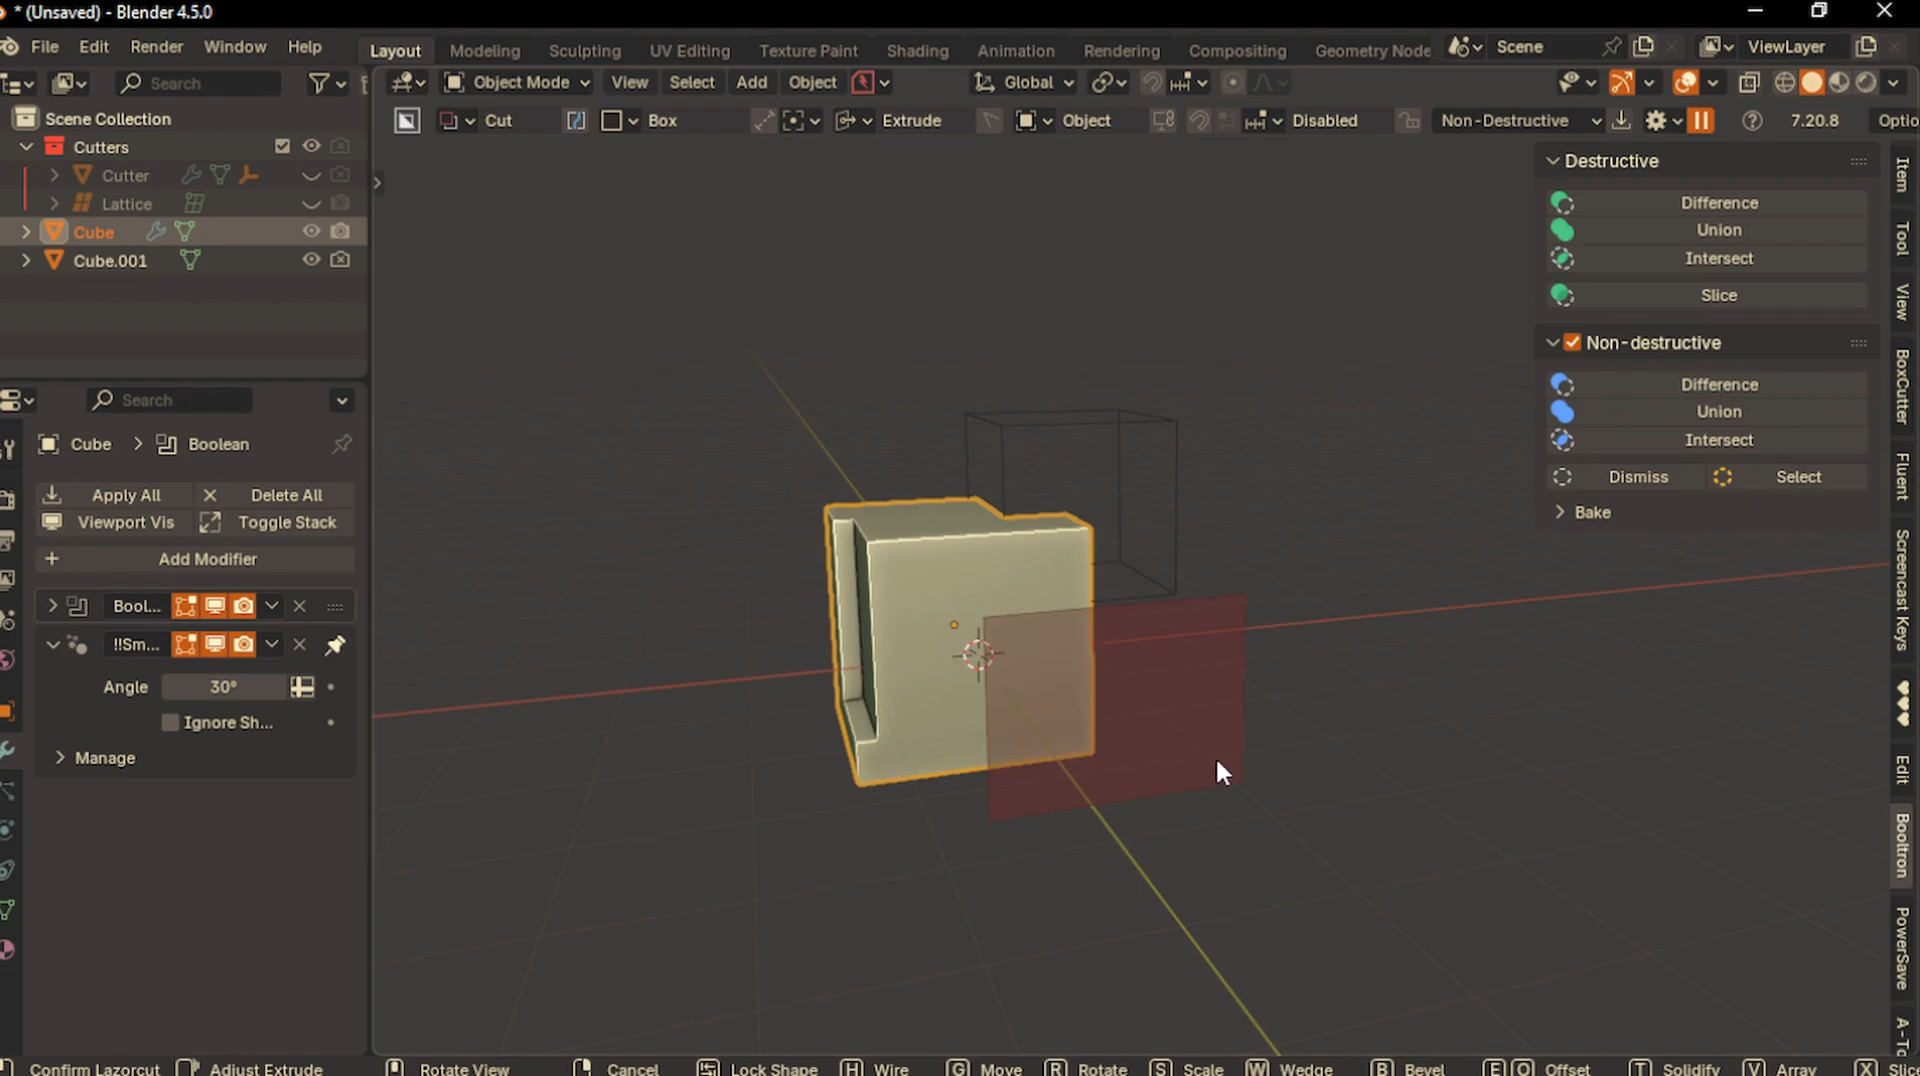 * (Unsaved) - Blender 4.5.0
File Edit Render Window Help
Layout Modeling Sculpting UV Editing Texture Paint Shading Animation Rendering Compositing Geometry Node
Scene
ViewLayer
Search
Object Mode View Select Add Object
Global
Cut Box Extrude Object Disabled Non-Destructive 7.20.8 Optio
Scene Collection
Cutters
Cutter
Lattice
Cube
Cube.001
Search
Cube > Boolean
Apply All Delete All
Viewport Vis Toggle Stack
Add Modifier
Bool...
!!Sm...
Angle 30°
Ignore Sh...
Manage
Destructive
Difference
Union
Intersect
Slice
Non-destructive
Difference
Union
Intersect
Dismiss Select
Bake
Item
Tool
View
BoxCutter
Fluent
Screencast Keys
♥♥♥
Edit
Booltron
PowerSave
A-To
Confirm Lazorcut Adjust Extrude Rotate View Cancel Lock Shape H Wire G Move R Rotate S Scale W Wedge B Bevel E O Offset T Solidify V Array X Slice